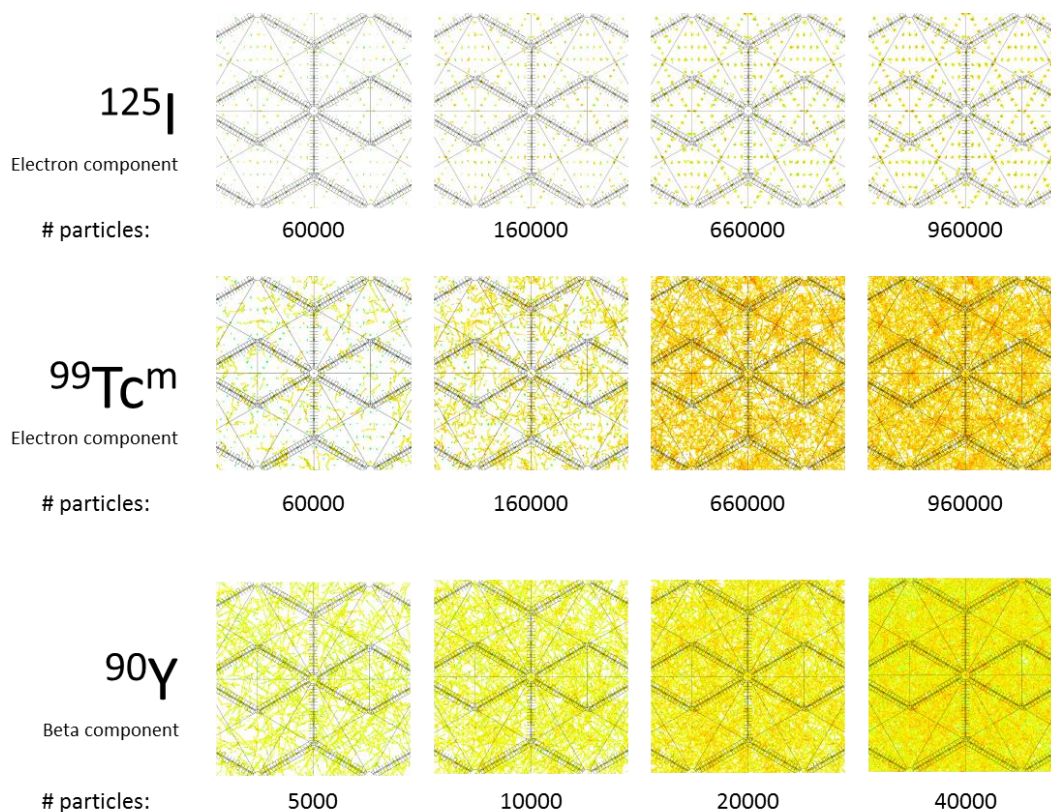 ¹²⁵I
Electron component
# particles: 60000 160000 660000 960000
⁹⁹Tcᵐ
Electron component
# particles: 60000 160000 660000 960000
⁹⁰Y
Beta component
# particles: 5000 10000 20000 40000